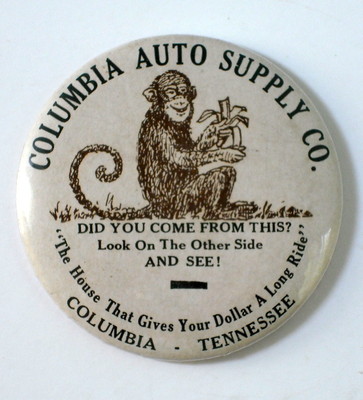 COLUMBIA AUTO SUPPLY CO.
DID YOU COME FROM THIS?
Look On The Other Side
AND SEE!
"The House That Gives Your Dollar A Long Ride"
COLUMBIA - TENNESSEE